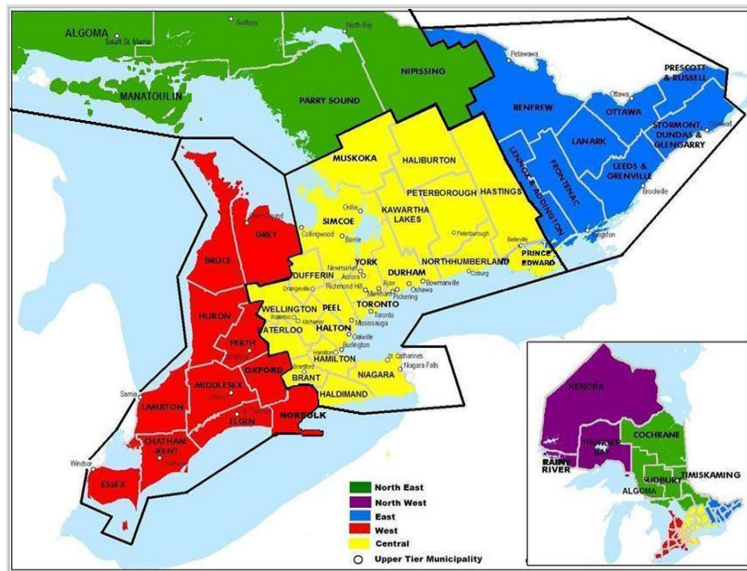 ALGOMA
Sault St. Marie
Sudbury
North Bay
MANATOULIN
PARRY SOUND
NIPISSING
Petawawa
RENFREW
Ottawa
OTTAWA
PRESCOTT
& RUSSELL
STORMONT,
DUNDAS &
GLENGARRY
Cornwall
LANARK
LEEDS &
GRENVILLE
Brockville
FRONTENAC
LENNOX & ADDINGTON
Kingston
MUSKOKA
HALIBURTON
PETERBOROUGH
HASTINGS
KAWARTHA
LAKES
Orillia
SIMCOE
Collingwood
Barrie
Peterborough
Belleville
PRINCE
EDWARD
NORTHHUMBERLAND
Coburg
YORK
Newmarket
Aurora
DURHAM
DUFFERIN
Orangeville
Richmond Hill
Markham
Ajax
Pickering
Oshawa
Bowmanville
WELLINGTON
PEEL
TORONTO
Toronto
Waterloo
Kitchener
WATERLOO
Mississauga
HALTON
Oakville
Burlington
Hamilton
HAMILTON
St. Catharines
Niagara Falls
Brantford
BRANT
NIAGARA
HALDIMAND
GREY
BRUCE
HURON
PERTH
OXFORD
MIDDLESEX
Sarnia
LAMBTON
ELGIN
NORFOLK
CHATHAM
-KENT
Windsor
ESSEX
North East
North West
East
West
Central
Upper Tier Municipality
KENORA
THUNDER
BAY
RAINY
RIVER
COCHRANE
TIMISKAMING
SUDBURY
ALGOMA